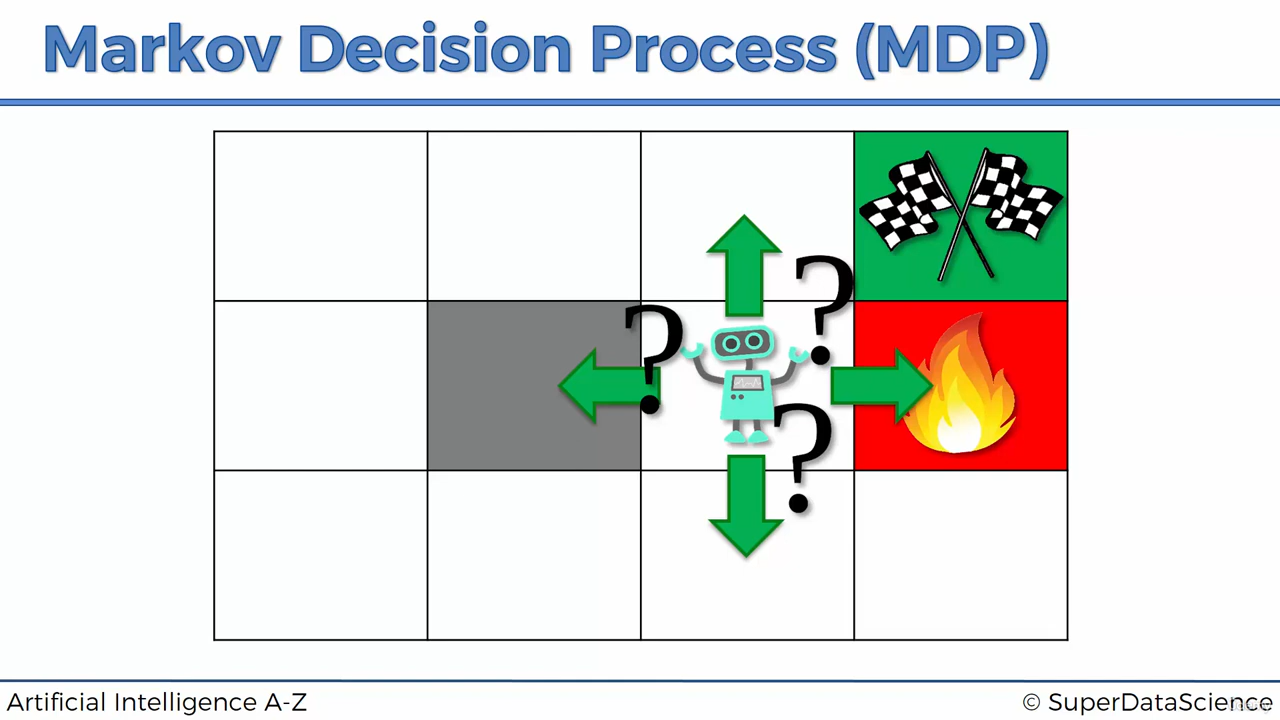 Markov Decision Process (MDP)
?
?
?
Artificial Intelligence A-Z
© SuperDataScience